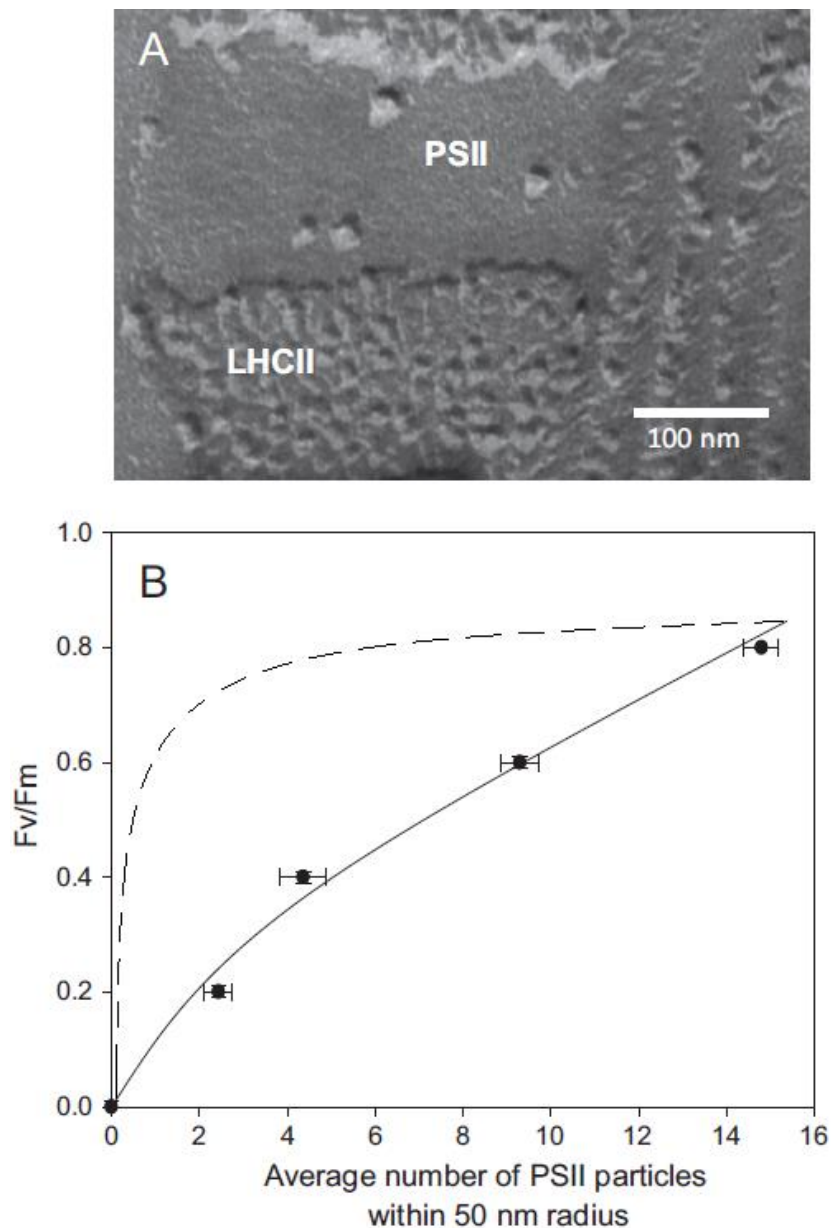 A
PSII
LHCII
100 nm
B
1.0
0.8
0.6
0.4
0.2
0.0
Fv/Fm
0 2 4 6 8 10 12 14 16
Average number of PSII particles
within 50 nm radius